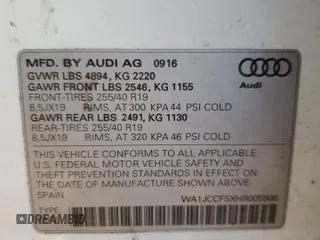 MFD. BY AUDI AG 0916
GVWR LBS 4894, KG 2220
GAWR FRONT LBS 2546, KG 1155
FRONT-TIRES 255/40 R19
8,5JX19 RIMS, AT 300 KPA 44 PSI COLD
GAWR REAR LBS 2491, KG 1130
REAR-TIRES 255/40 R19
8,5JX19 RIMS, AT 320 KPA 46 PSI COLD
Audi
THIS VEHICLE CONFORMS TO ALL APPLICABLE
U.S. FEDERAL MOTOR VEHICLE SAFETY AND
THEFT PREVENTION STANDARDS IN EFFECT ON
THE DATE OF MANUFACTURE SHOWN ABOVE.
SPAIN
TYPE:
DREAMBID